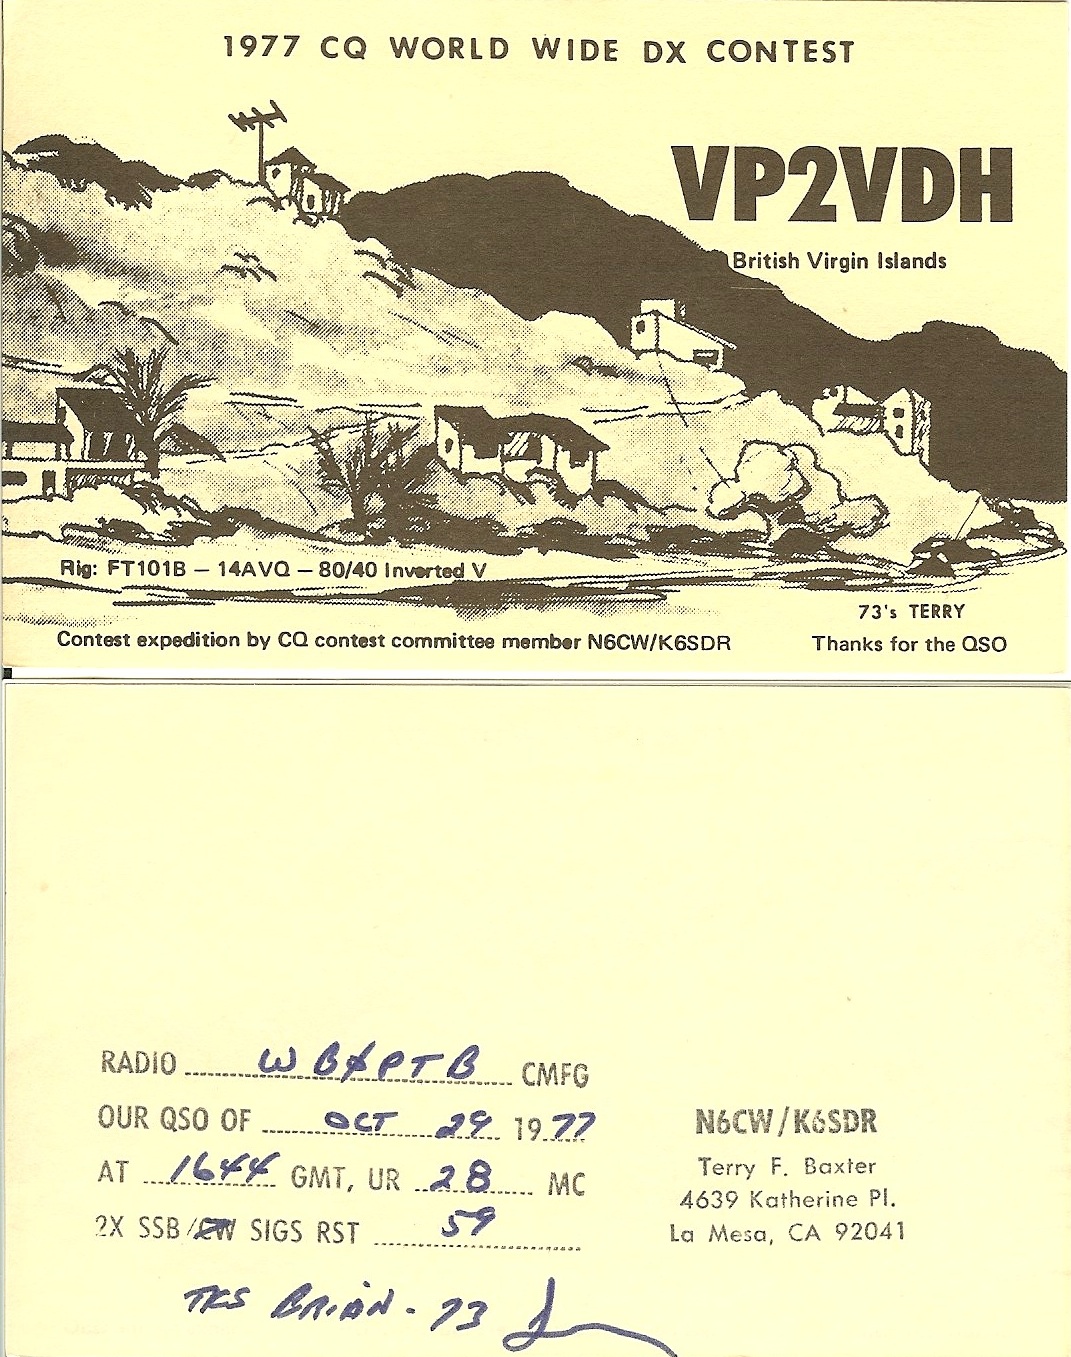 1977 CQ WORLD WIDE DX CONTEST
VP2VDH
British Virgin Islands
Rig: FT101B – 14AVQ – 80/40 Inverted V
73's TERRY
Contest expedition by CQ contest committee member N6CW/K6SDR
Thanks for the QSO
RADIO WBØPTB CMFG
OUR QSO OF OCT 29 1977
AT 1644 GMT, UR 28 MC
2X SSB/CW SIGS RST 59
TKS BRIAN - 73
N6CW/K6SDR
Terry F. Baxter
4639 Katherine Pl.
La Mesa, CA 92041